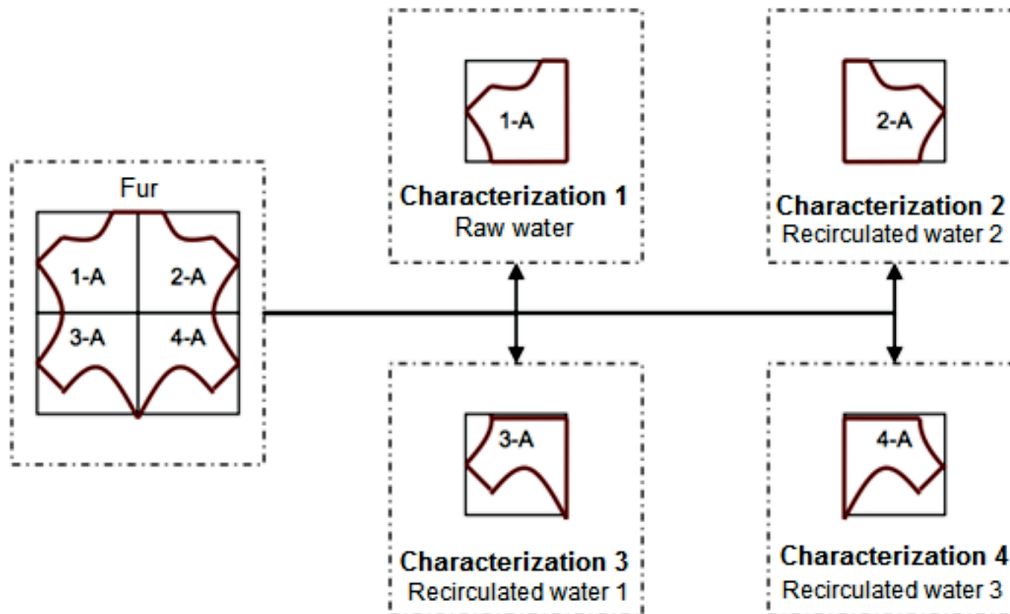 Fur
1-A
2-A
3-A
4-A
1-A
Characterization 1
Raw water
2-A
Characterization 2
Recirculated water 2
3-A
Characterization 3
Recirculated water 1
4-A
Characterization 4
Recirculated water 3